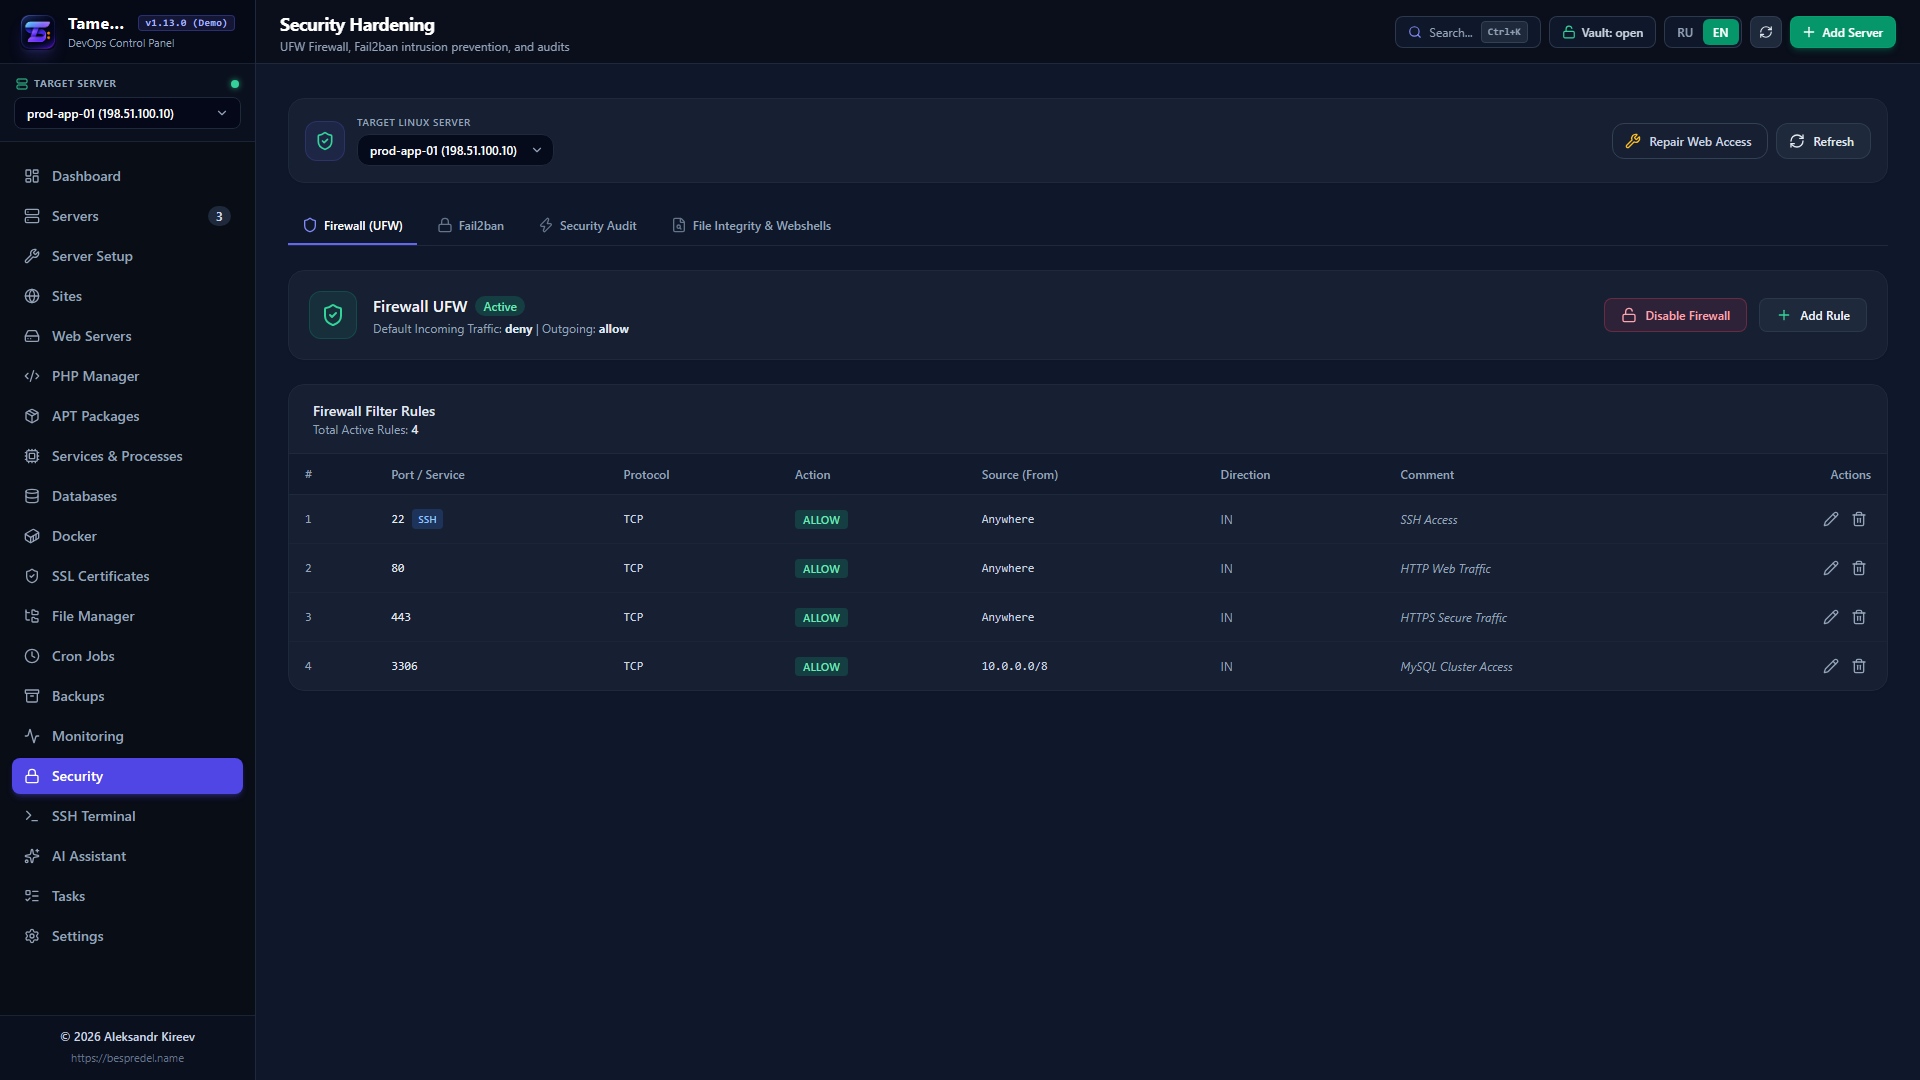 Tame... v1.13.0 (Demo)
DevOps Control Panel
TARGET SERVER
prod-app-01 (198.51.100.10)
Dashboard
Servers 3
Server Setup
Sites
Web Servers
PHP Manager
APT Packages
Services & Processes
Databases
Docker
SSL Certificates
File Manager
Cron Jobs
Backups
Monitoring
Security
SSH Terminal
AI Assistant
Tasks
Settings
© 2026 Aleksandr Kireev
https://bespredel.name
Security Hardening
UFW Firewall, Fail2ban intrusion prevention, and audits
Search... Ctrl+K
Vault: open
RU EN
Add Server
TARGET LINUX SERVER
prod-app-01 (198.51.100.10)
Repair Web Access
Refresh
Firewall (UFW) Fail2ban Security Audit File Integrity & Webshells
Firewall UFW Active
Default Incoming Traffic: deny | Outgoing: allow
Disable Firewall
Add Rule
Firewall Filter Rules
Total Active Rules: 4
# Port / Service Protocol Action Source (From) Direction Comment Actions
1 22 SSH TCP ALLOW Anywhere IN SSH Access
2 80 TCP ALLOW Anywhere IN HTTP Web Traffic
3 443 TCP ALLOW Anywhere IN HTTPS Secure Traffic
4 3306 TCP ALLOW 10.0.0.0/8 IN MySQL Cluster Access